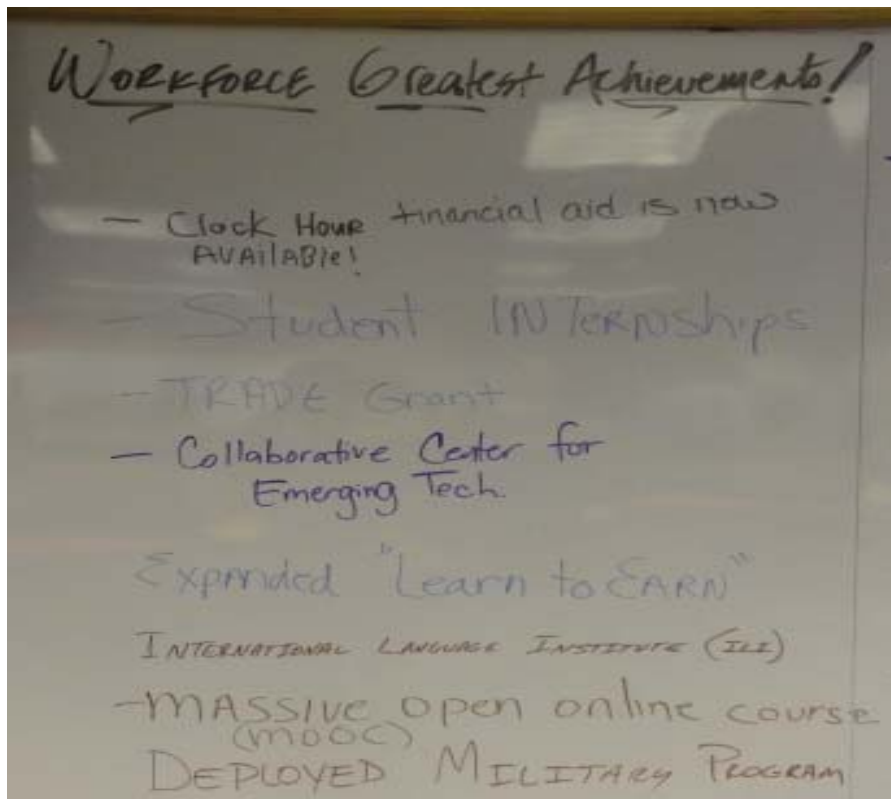 WORKFORCE Greatest Achievements!
- Clock HOUR financial aid is now
AVAilABle!
- Student INTERNships
- TRADE Grant
- Collaborative Center for
Emerging Tech.
Expanded "Learn to EARN"
INTERNATIONAL LANGUAGE INSTITUTE (ILI)
- MASSIVE open online course
(MOOC)
DEPLOYED MILITARY PROGRAM